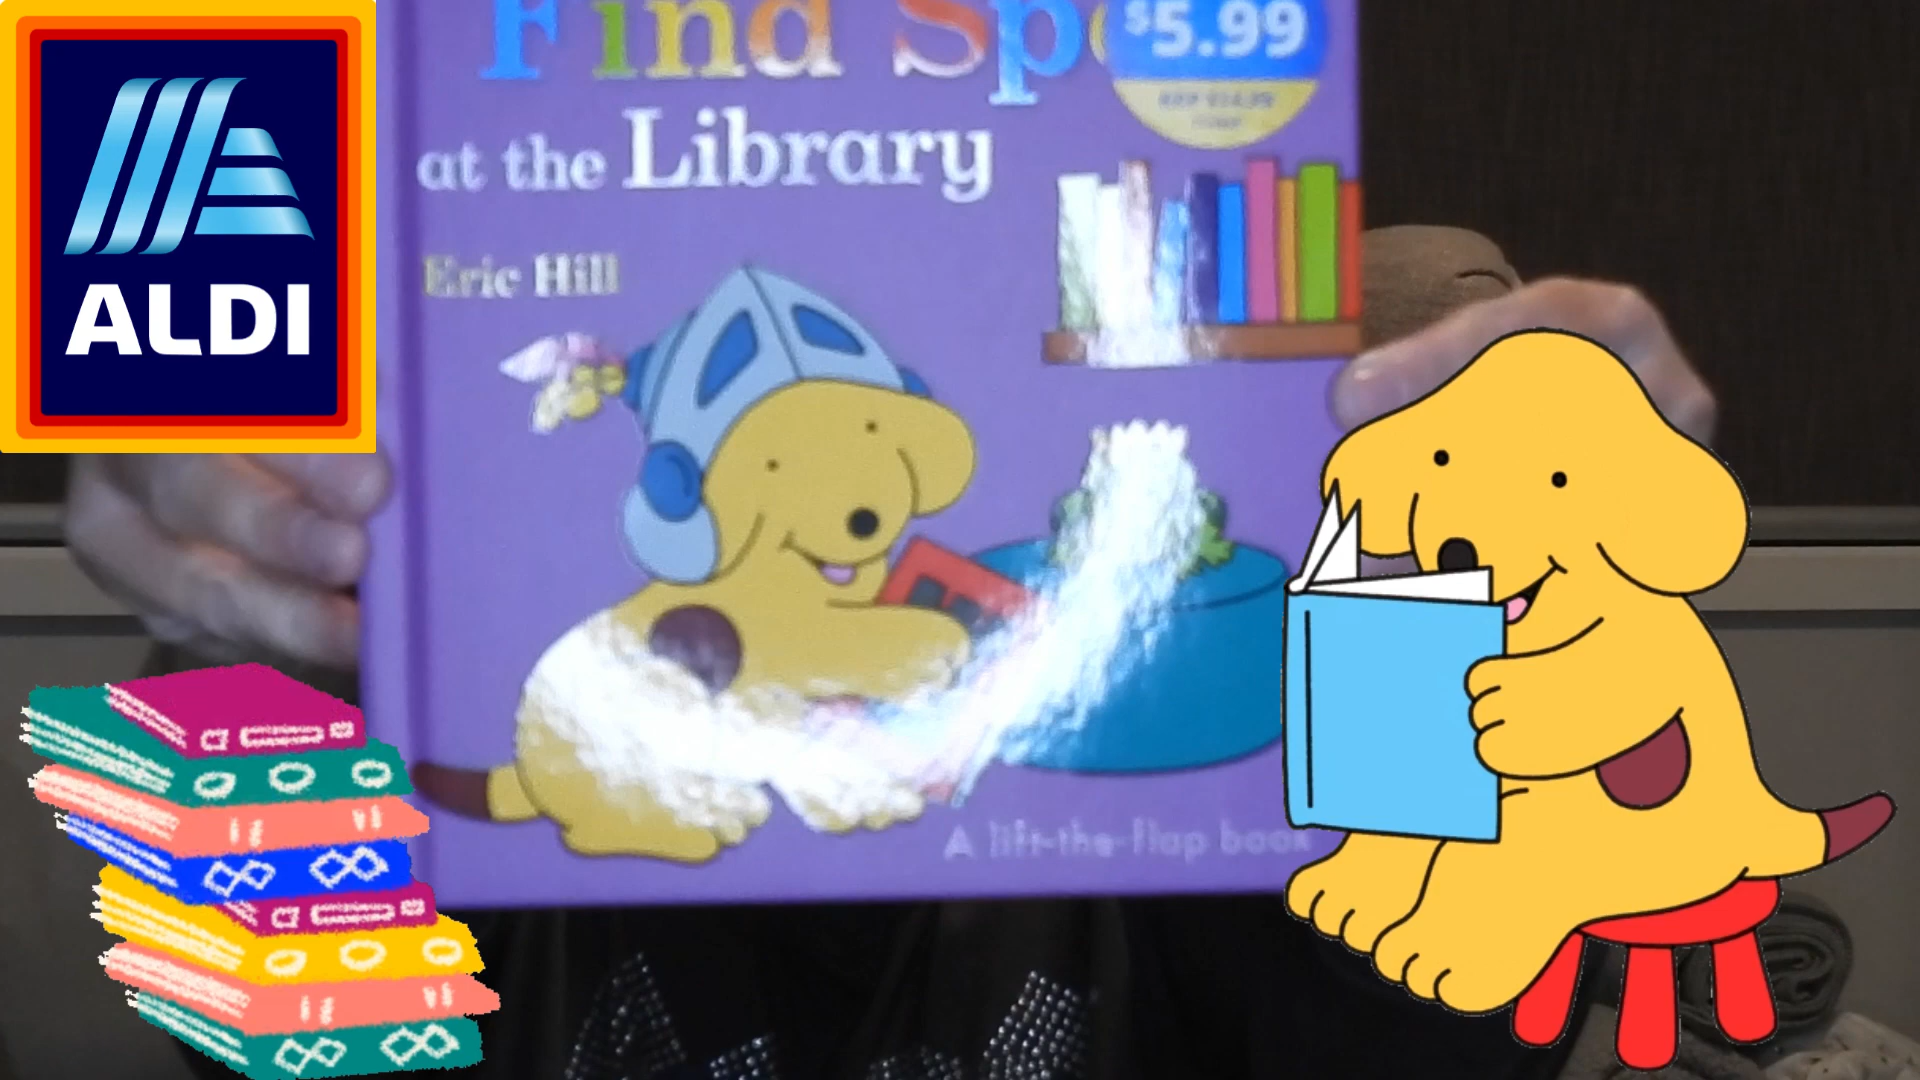 ALDI
Find Sp
$5.99
at the Library
Eric Hill
A lift-the-flap book